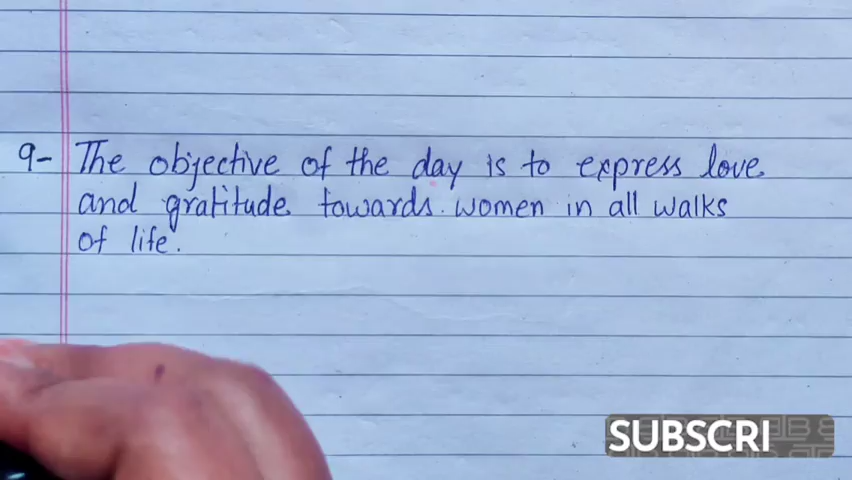 9- The objective of the day is to express love
and gratitude towards women in all walks
of life.
SUBSCRI